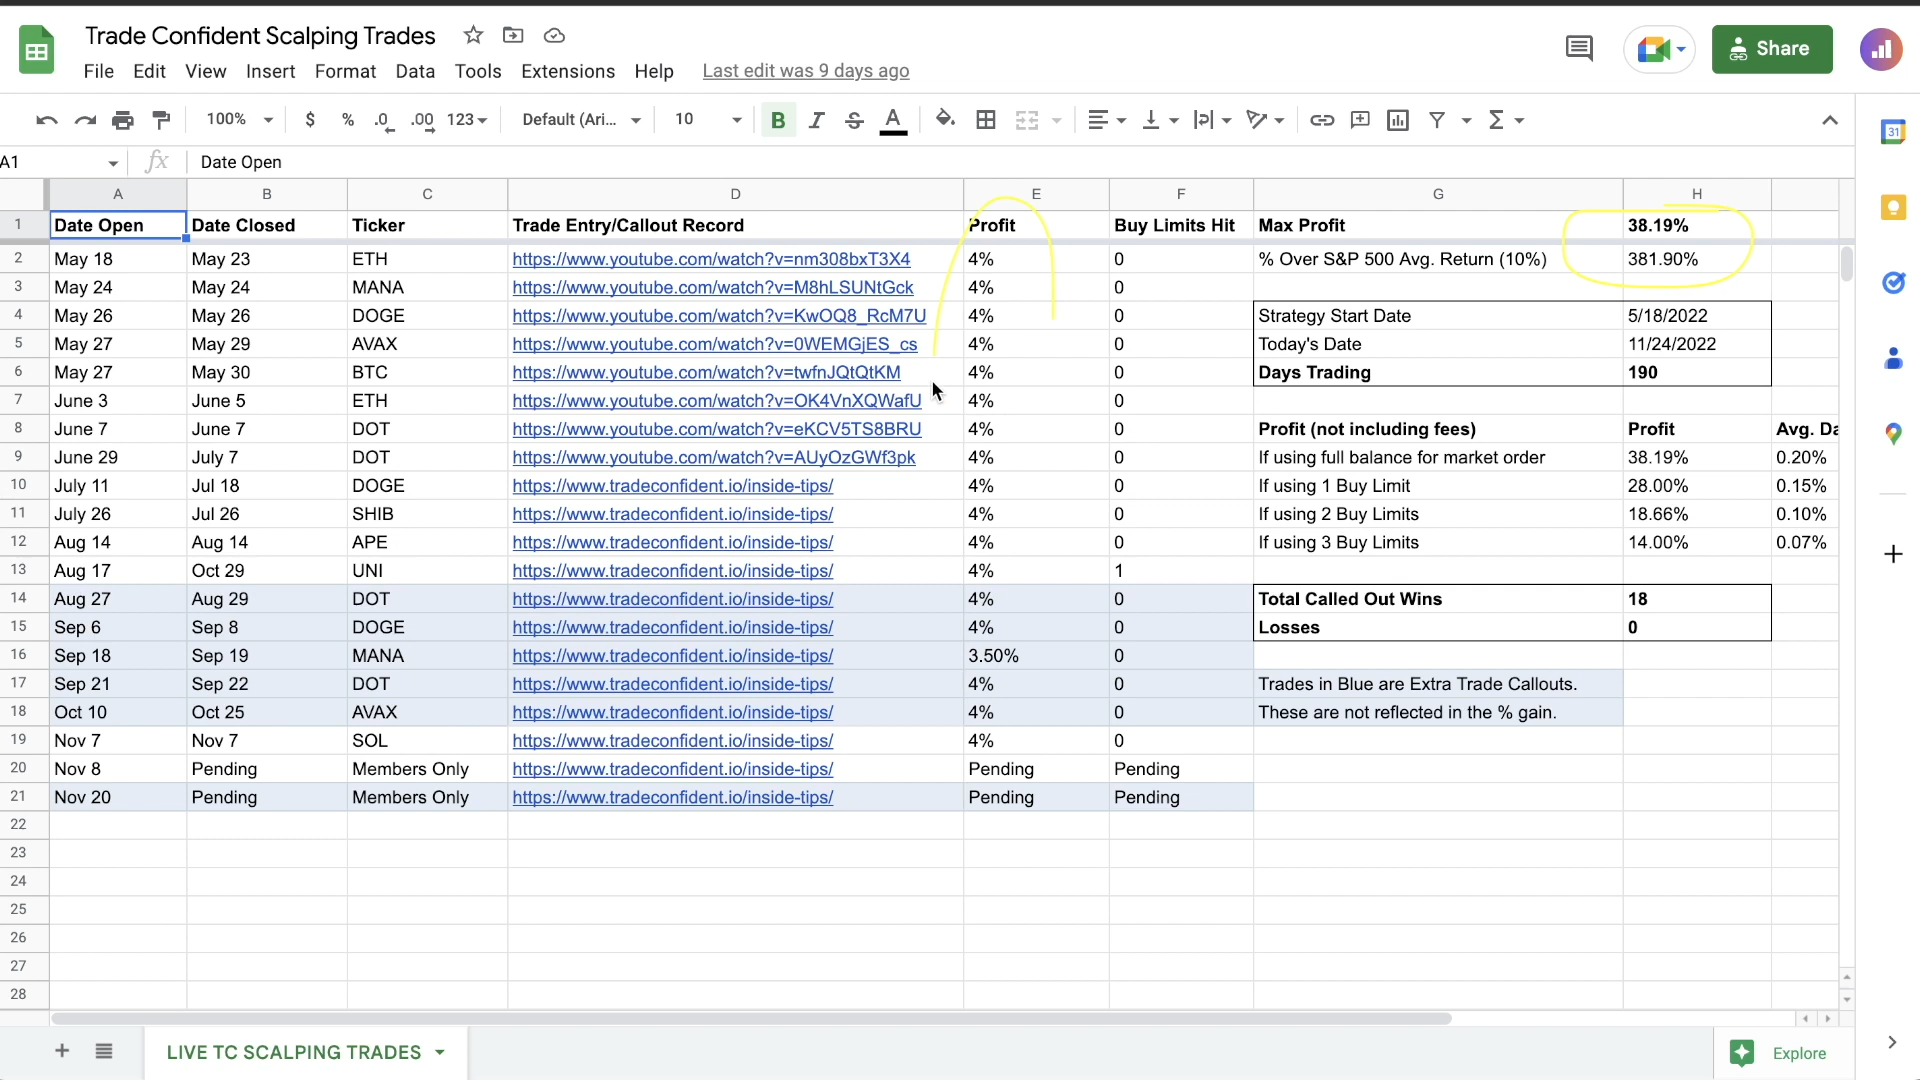 Trade Confident Scalping Trades
File Edit View Insert Format Data Tools Extensions Help Last edit was 9 days ago
Share
100% $ % .0 .00 123 Default (Ari... 10 B I S A
31
A1 fx Date Open
A B C D E F G H
1 Date Open Date Closed Ticker Trade Entry/Callout Record Profit Buy Limits Hit Max Profit 38.19%
2 May 18 May 23 ETH https://www.youtube.com/watch?v=nm308bxT3X4 4% 0 % Over S&P 500 Avg. Return (10%) 381.90%
3 May 24 May 24 MANA https://www.youtube.com/watch?v=M8hLSUNtGck 4% 0
4 May 26 May 26 DOGE https://www.youtube.com/watch?v=KwOQ8_RcM7U 4% 0 Strategy Start Date 5/18/2022
5 May 27 May 29 AVAX https://www.youtube.com/watch?v=0WEMGjES_cs 4% 0 Today's Date 11/24/2022
6 May 27 May 30 BTC https://www.youtube.com/watch?v=twfnJQtQtKM 4% 0 Days Trading 190
7 June 3 June 5 ETH https://www.youtube.com/watch?v=OK4VnXQWafU 4% 0
8 June 7 June 7 DOT https://www.youtube.com/watch?v=eKCV5TS8BRU 4% 0 Profit (not including fees) Profit Avg. Da
9 June 29 July 7 DOT https://www.youtube.com/watch?v=AUyOzGWf3pk 4% 0 If using full balance for market order 38.19% 0.20%
10 July 11 Jul 18 DOGE https://www.tradeconfident.io/inside-tips/ 4% 0 If using 1 Buy Limit 28.00% 0.15%
11 July 26 Jul 26 SHIB https://www.tradeconfident.io/inside-tips/ 4% 0 If using 2 Buy Limits 18.66% 0.10%
12 Aug 14 Aug 14 APE https://www.tradeconfident.io/inside-tips/ 4% 0 If using 3 Buy Limits 14.00% 0.07%
13 Aug 17 Oct 29 UNI https://www.tradeconfident.io/inside-tips/ 4% 1
14 Aug 27 Aug 29 DOT https://www.tradeconfident.io/inside-tips/ 4% 0 Total Called Out Wins 18
15 Sep 6 Sep 8 DOGE https://www.tradeconfident.io/inside-tips/ 4% 0 Losses 0
16 Sep 18 Sep 19 MANA https://www.tradeconfident.io/inside-tips/ 3.50% 0
17 Sep 21 Sep 22 DOT https://www.tradeconfident.io/inside-tips/ 4% 0 Trades in Blue are Extra Trade Callouts.
18 Oct 10 Oct 25 AVAX https://www.tradeconfident.io/inside-tips/ 4% 0 These are not reflected in the % gain.
19 Nov 7 Nov 7 SOL https://www.tradeconfident.io/inside-tips/ 4% 0
20 Nov 8 Pending Members Only https://www.tradeconfident.io/inside-tips/ Pending Pending
21 Nov 20 Pending Members Only https://www.tradeconfident.io/inside-tips/ Pending Pending
22
23
24
25
26
27
28
LIVE TC SCALPING TRADES
Explore